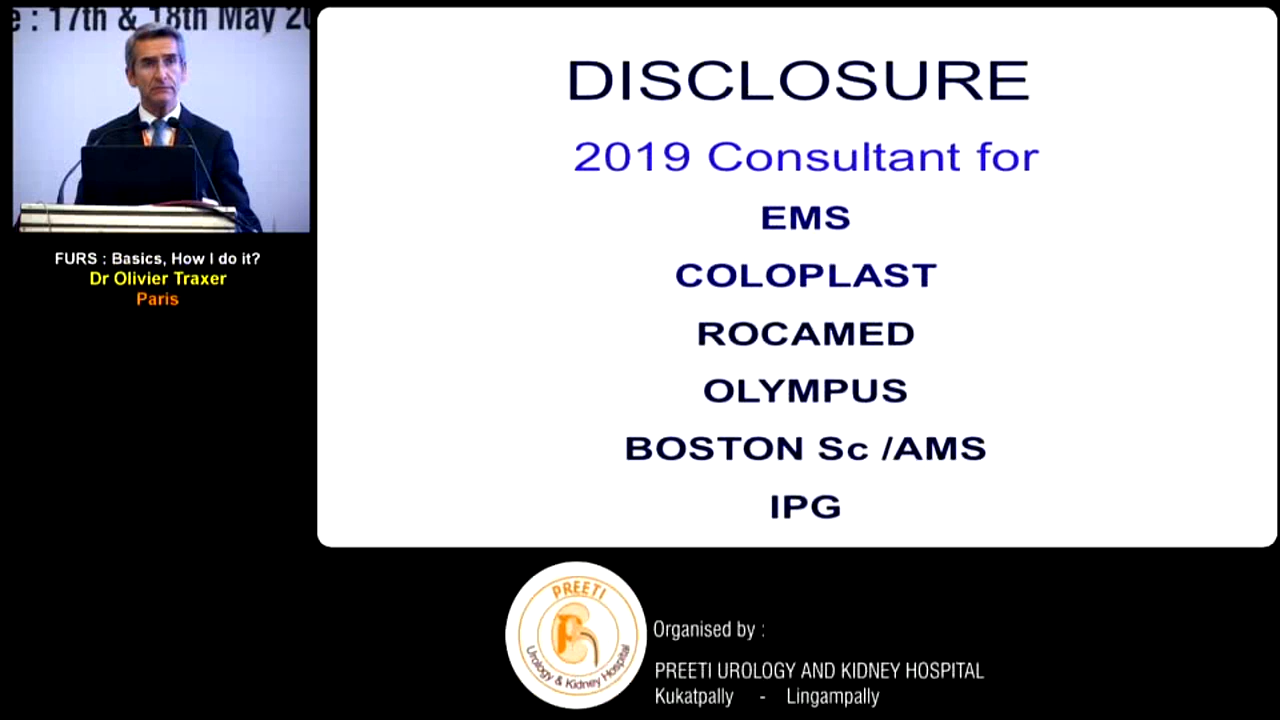 : 17th & 18th May
FURS : Basics, How I do it?
Dr Olivier Traxer
Paris
DISCLOSURE
2019 Consultant for
EMS
COLOPLAST
ROCAMED
OLYMPUS
BOSTON Sc /AMS
IPG
PREETI
Urology & Kidney Hospital
Organised by :
PREETI UROLOGY AND KIDNEY HOSPITAL
Kukatpally - Lingampally